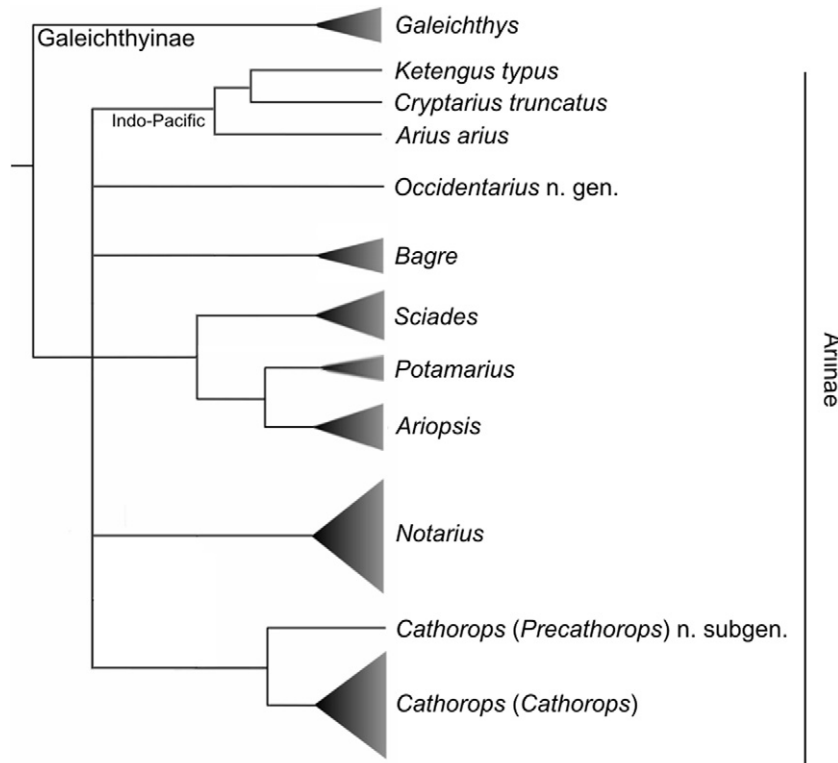 Galeichthyinae
Galeichthys
Ketengus typus
Cryptarius truncatus
Indo-Pacific
Arius arius
Occidentarius n. gen.
Bagre
Sciades
Ariinae
Potamarius
Ariopsis
Notarius
Cathorops (Precathorops) n. subgen.
Cathorops (Cathorops)